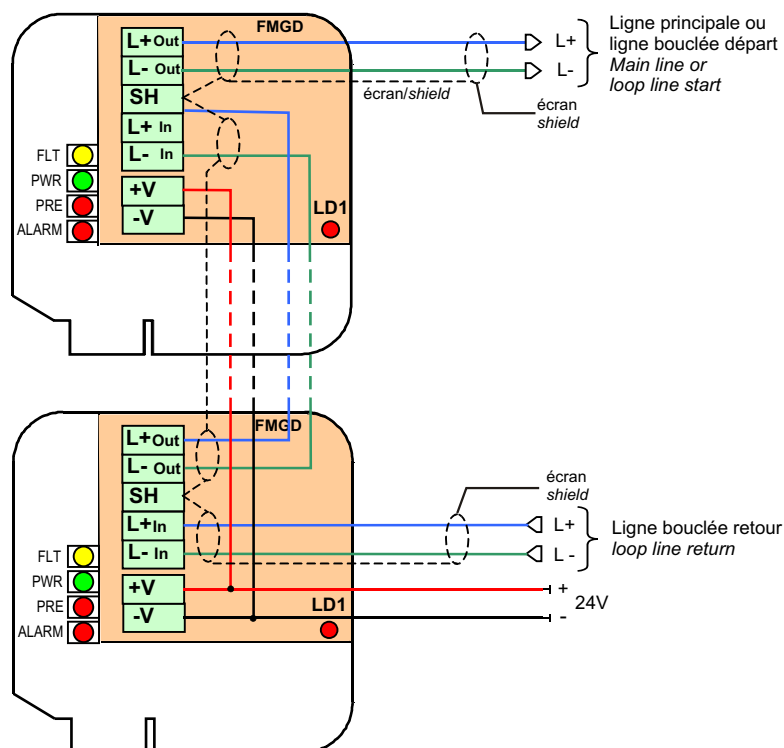 FMGD
L+ Out
L- Out
SH
L+ In
L- In
+V
-V
FLT
PWR
PRE
ALARM
LD1
écran/shield
écran
shield
L+
L-
Ligne principale ou
ligne bouclée départ
Main line or
loop line start
FMGD
L+ Out
L- Out
SH
L+ In
L- In
+V
-V
FLT
PWR
PRE
ALARM
LD1
écran
shield
L+
L -
Ligne bouclée retour
loop line return
+
24V
-